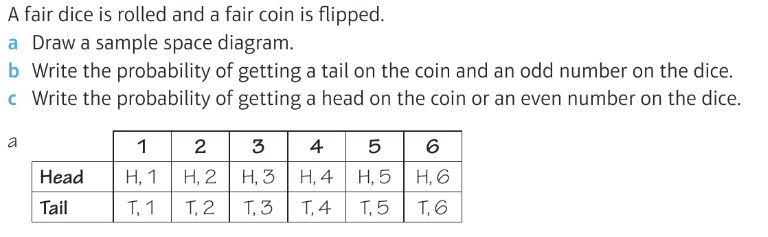 A fair dice is rolled and a fair coin is flipped.
a Draw a sample space diagram.
b Write the probability of getting a tail on the coin and an odd number on the dice.
c Write the probability of getting a head on the coin or an even number on the dice.
a 1 2 3 4 5 6
Head H, 1 H, 2 H, 3 H, 4 H, 5 H, 6
Tail T, 1 T, 2 T, 3 T, 4 T, 5 T, 6